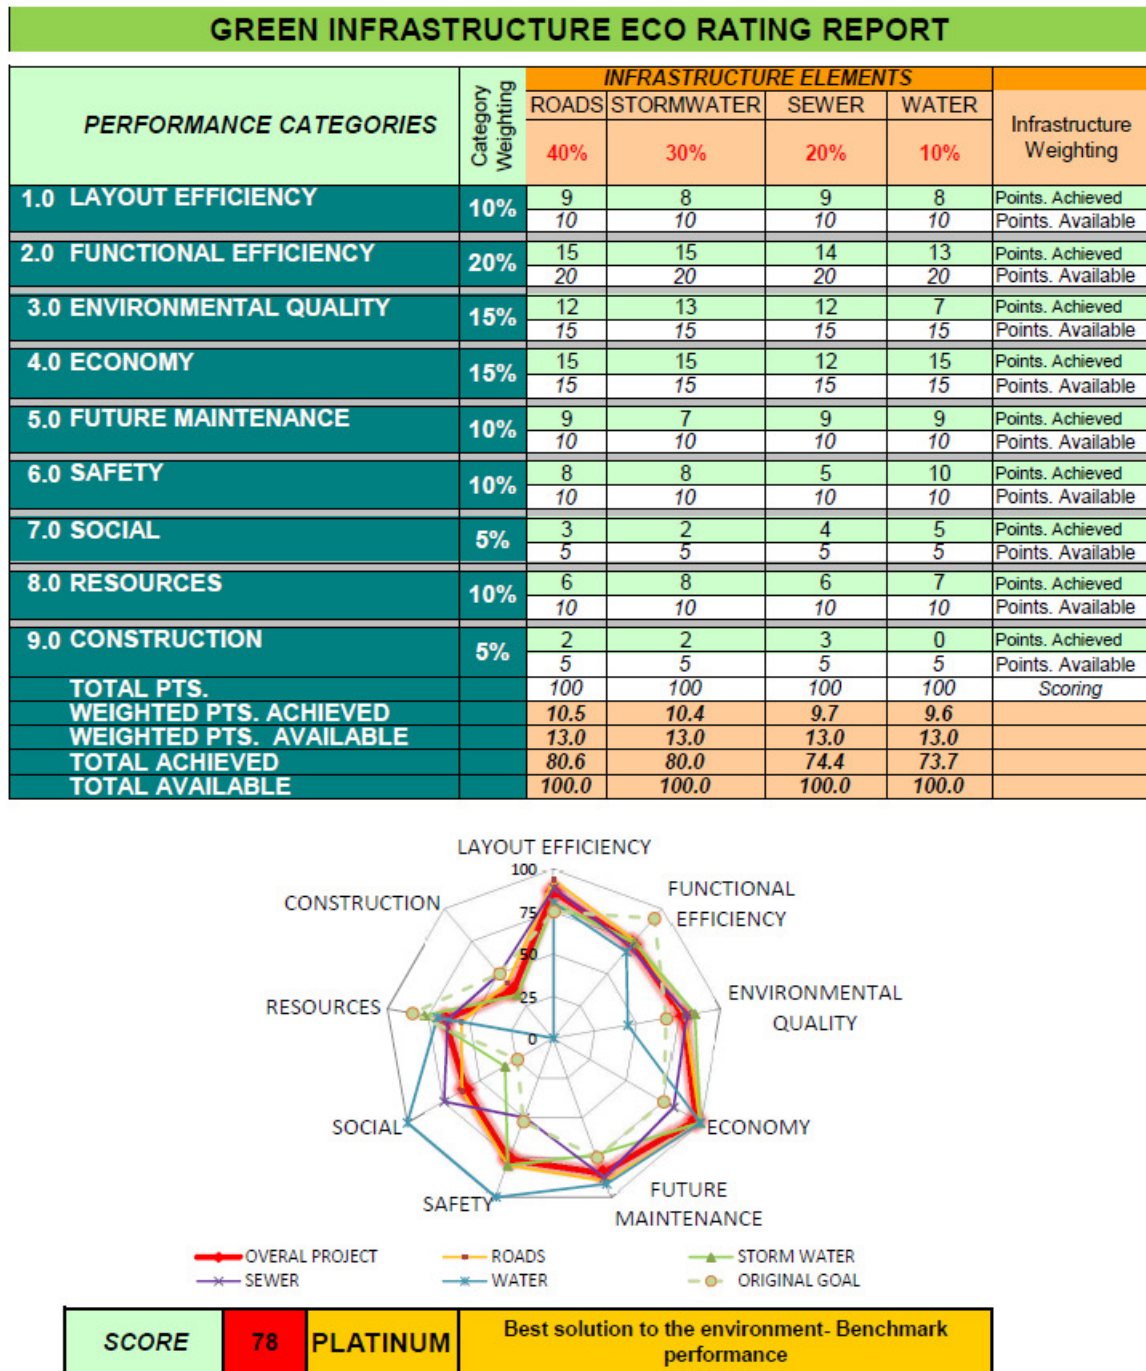 GREEN INFRASTRUCTURE ECO RATING REPORT
PERFORMANCE CATEGORIES
Category Weighting
INFRASTRUCTURE ELEMENTS
ROADS STORMWATER SEWER WATER
40% 30% 20% 10%
Infrastructure
Weighting
1.0 LAYOUT EFFICIENCY 10% 9 8 9 8 Points. Achieved
10 10 10 10 Points. Available
2.0 FUNCTIONAL EFFICIENCY 20% 15 15 14 13 Points. Achieved
20 20 20 20 Points. Available
3.0 ENVIRONMENTAL QUALITY 15% 12 13 12 7 Points. Achieved
15 15 15 15 Points. Available
4.0 ECONOMY 15% 15 15 12 15 Points. Achieved
15 15 15 15 Points. Available
5.0 FUTURE MAINTENANCE 10% 9 7 9 9 Points. Achieved
10 10 10 10 Points. Available
6.0 SAFETY 10% 8 8 5 10 Points. Achieved
10 10 10 10 Points. Available
7.0 SOCIAL 5% 3 2 4 5 Points. Achieved
5 5 5 5 Points. Available
8.0 RESOURCES 10% 6 8 6 7 Points. Achieved
10 10 10 10 Points. Available
9.0 CONSTRUCTION 5% 2 2 3 0 Points. Achieved
5 5 5 5 Points. Available
TOTAL PTS. 100 100 100 100 Scoring
WEIGHTED PTS. ACHIEVED 10.5 10.4 9.7 9.6
WEIGHTED PTS. AVAILABLE 13.0 13.0 13.0 13.0
TOTAL ACHIEVED 80.6 80.0 74.4 73.7
TOTAL AVAILABLE 100.0 100.0 100.0 100.0
LAYOUT EFFICIENCY
FUNCTIONAL
EFFICIENCY
ENVIRONMENTAL
QUALITY
ECONOMY
FUTURE
MAINTENANCE
SAFETY
SOCIAL
RESOURCES
CONSTRUCTION
100
75
50
25
0
OVERAL PROJECT ROADS STORM WATER
SEWER WATER ORIGINAL GOAL
SCORE 78 PLATINUM Best solution to the environment- Benchmark
performance